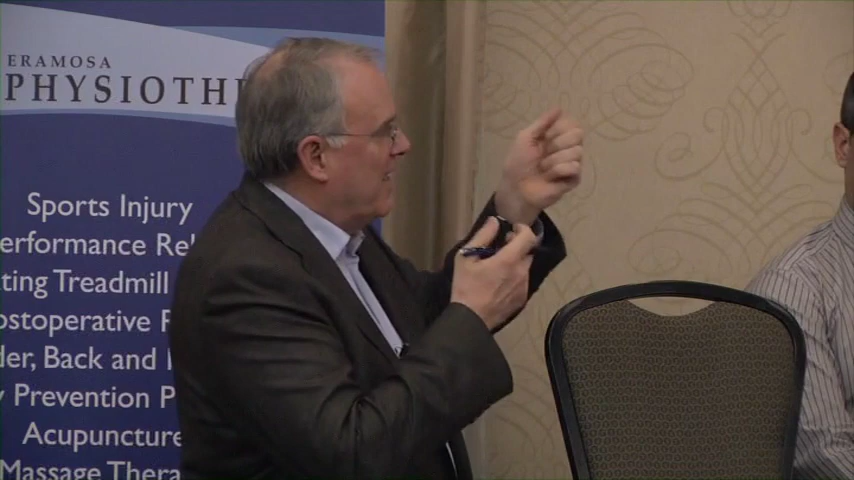 ERAMOSA
PHYSIOTH
Sports Injury
erformance Re
ting Treadmill
ostoperative
der, Back and
Prevention P
Acupuncture
Massage Thera